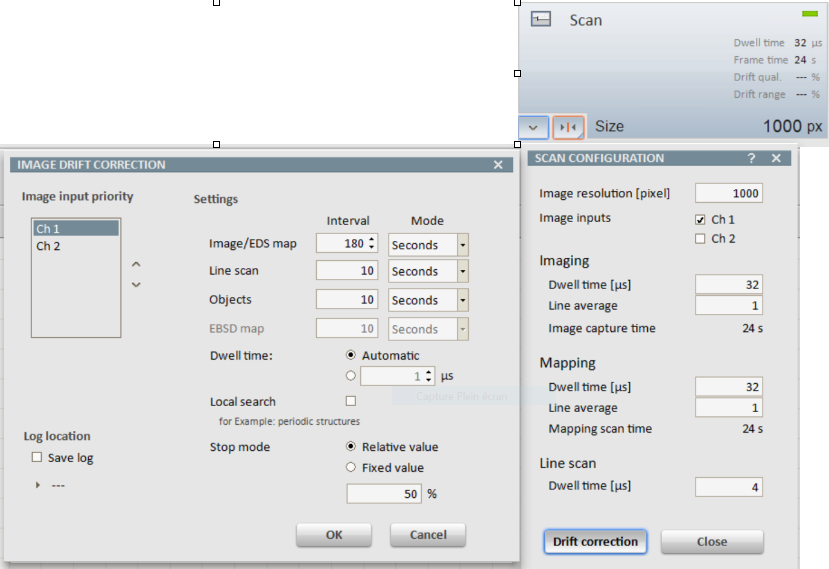 Scan
Dwell time 32 µs
Frame time 24 s
Drift qual. --- %
Drift range --- %
Size 1000 px
IMAGE DRIFT CORRECTION
Image input priority
Ch 1
Ch 2
Settings
Interval Mode
Image/EDS map 180 Seconds
Line scan 10 Seconds
Objects 10 Seconds
EBSD map 10 Seconds
Dwell time: Automatic
1 µs
Capture Plein écran
Local search
for Example: periodic structures
Log location
Save log
---
Stop mode Relative value
Fixed value
50 %
OK Cancel
SCAN CONFIGURATION ?
Image resolution [pixel] 1000
Image inputs Ch 1
Ch 2
Imaging
Dwell time [µs] 32
Line average 1
Image capture time 24 s
Mapping
Dwell time [µs] 32
Line average 1
Mapping scan time 24 s
Line scan
Dwell time [µs] 4
Drift correction Close